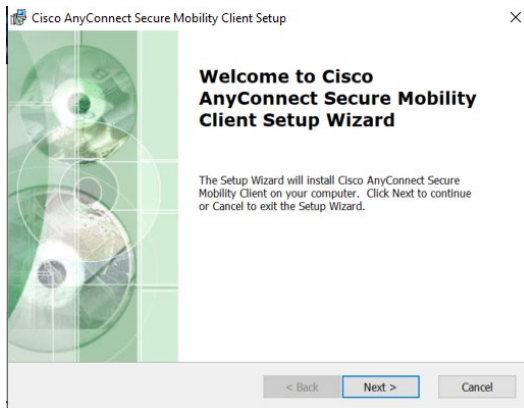 Cisco AnyConnect Secure Mobility Client Setup
Welcome to Cisco
AnyConnect Secure Mobility
Client Setup Wizard
The Setup Wizard will install Cisco AnyConnect Secure
Mobility Client on your computer. Click Next to continue
or Cancel to exit the Setup Wizard.
< Back Next > Cancel